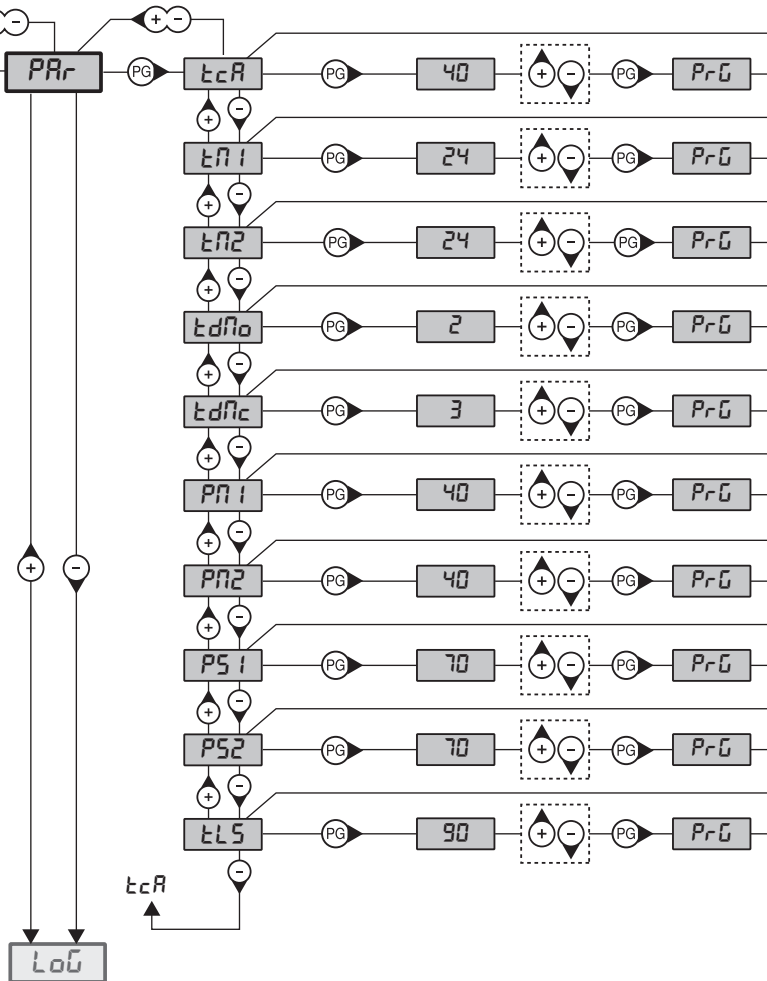 -
+ -
PAr PG tcA PG 40 + - PG PrG
+ -
tM1 PG 24 + - PG PrG
+ -
tM2 PG 24 + - PG PrG
+ -
tdMo PG 2 + - PG PrG
+ -
tdMc PG 3 + - PG PrG
+ -
PM1 PG 40 + - PG PrG
+ -
+ -
PM2 PG 40 + - PG PrG
+ -
PS1 PG 70 + - PG PrG
+ -
PS2 PG 70 + - PG PrG
+ -
tLS PG 90 + - PG PrG
-
tcA
LoG